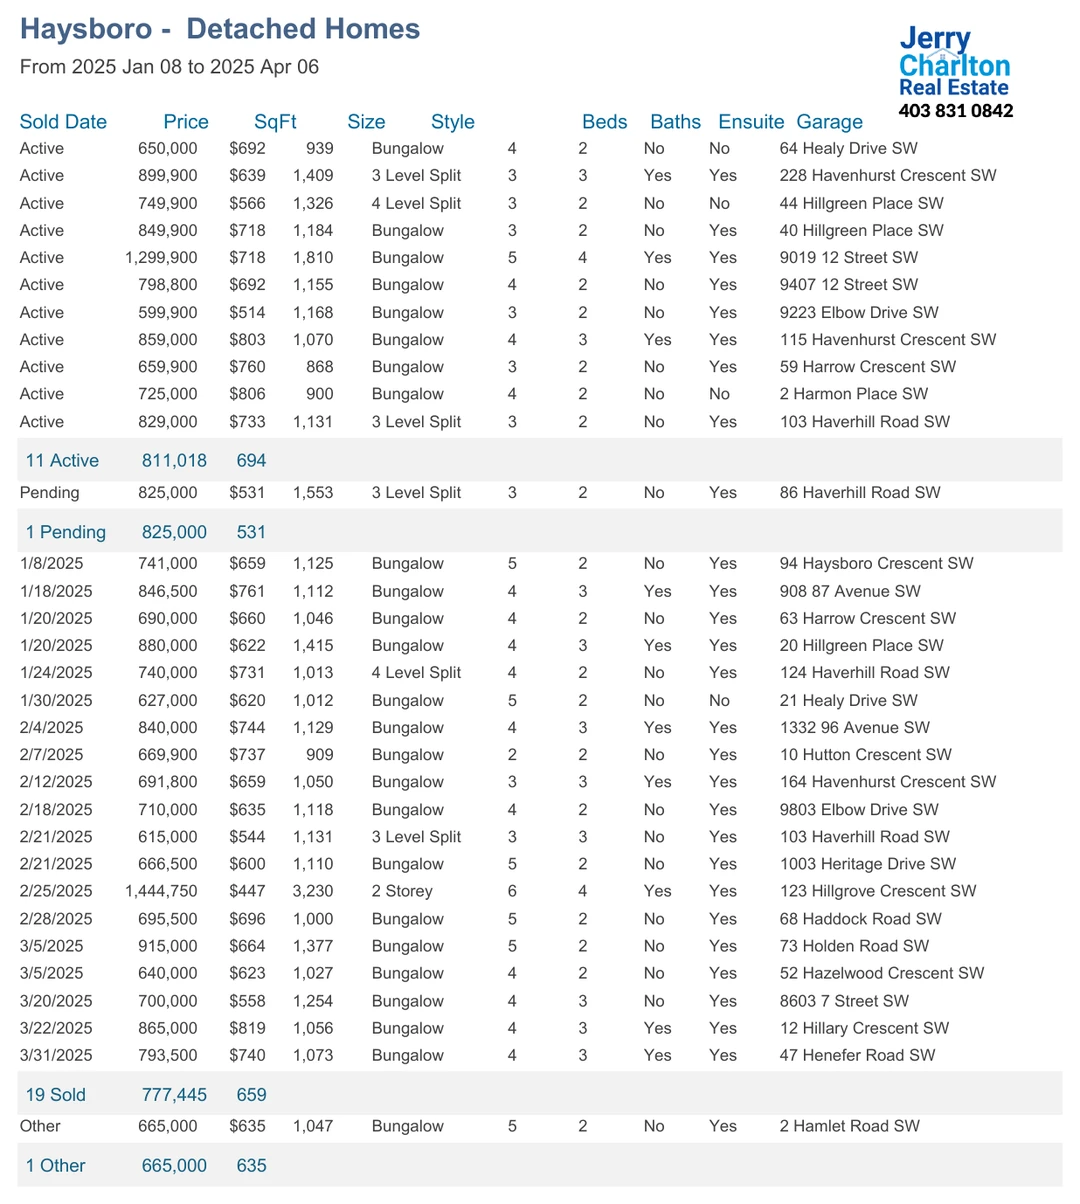 Haysboro - Detached Homes
From 2025 Jan 08 to 2025 Apr 06
Jerry
Charlton
Real Estate
403 831 0842
Sold Date Price SqFt Size Style Beds Baths Ensuite Garage
Active 650,000 $692 939 Bungalow 4 2 No No 64 Healy Drive SW
Active 899,900 $639 1,409 3 Level Split 3 3 Yes Yes 228 Havenhurst Crescent SW
Active 749,900 $566 1,326 4 Level Split 3 2 No No 44 Hillgreen Place SW
Active 849,900 $718 1,184 Bungalow 3 2 No Yes 40 Hillgreen Place SW
Active 1,299,900 $718 1,810 Bungalow 5 4 Yes Yes 9019 12 Street SW
Active 798,800 $692 1,155 Bungalow 4 2 No Yes 9407 12 Street SW
Active 599,900 $514 1,168 Bungalow 3 2 No Yes 9223 Elbow Drive SW
Active 859,000 $803 1,070 Bungalow 4 3 Yes Yes 115 Havenhurst Crescent SW
Active 659,900 $760 868 Bungalow 3 2 No Yes 59 Harrow Crescent SW
Active 725,000 $806 900 Bungalow 4 2 No No 2 Harmon Place SW
Active 829,000 $733 1,131 3 Level Split 3 2 No Yes 103 Haverhill Road SW
11 Active 811,018 694
Pending 825,000 $531 1,553 3 Level Split 3 2 No Yes 86 Haverhill Road SW
1 Pending 825,000 531
1/8/2025 741,000 $659 1,125 Bungalow 5 2 No Yes 94 Haysboro Crescent SW
1/18/2025 846,500 $761 1,112 Bungalow 4 3 Yes Yes 908 87 Avenue SW
1/20/2025 690,000 $660 1,046 Bungalow 4 2 No Yes 63 Harrow Crescent SW
1/20/2025 880,000 $622 1,415 Bungalow 4 3 Yes Yes 20 Hillgreen Place SW
1/24/2025 740,000 $731 1,013 4 Level Split 4 2 No Yes 124 Haverhill Road SW
1/30/2025 627,000 $620 1,012 Bungalow 5 2 No No 21 Healy Drive SW
2/4/2025 840,000 $744 1,129 Bungalow 4 3 Yes Yes 1332 96 Avenue SW
2/7/2025 669,900 $737 909 Bungalow 2 2 No Yes 10 Hutton Crescent SW
2/12/2025 691,800 $659 1,050 Bungalow 3 3 Yes Yes 164 Havenhurst Crescent SW
2/18/2025 710,000 $635 1,118 Bungalow 4 2 No Yes 9803 Elbow Drive SW
2/21/2025 615,000 $544 1,131 3 Level Split 3 3 No Yes 103 Haverhill Road SW
2/21/2025 666,500 $600 1,110 Bungalow 5 2 No Yes 1003 Heritage Drive SW
2/25/2025 1,444,750 $447 3,230 2 Storey 6 4 Yes Yes 123 Hillgrove Crescent SW
2/28/2025 695,500 $696 1,000 Bungalow 5 2 No Yes 68 Haddock Road SW
3/5/2025 915,000 $664 1,377 Bungalow 5 2 No Yes 73 Holden Road SW
3/5/2025 640,000 $623 1,027 Bungalow 4 2 No Yes 52 Hazelwood Crescent SW
3/20/2025 700,000 $558 1,254 Bungalow 4 3 No Yes 8603 7 Street SW
3/22/2025 865,000 $819 1,056 Bungalow 4 3 Yes Yes 12 Hillary Crescent SW
3/31/2025 793,500 $740 1,073 Bungalow 4 3 Yes Yes 47 Henefer Road SW
19 Sold 777,445 659
Other 665,000 $635 1,047 Bungalow 5 2 No Yes 2 Hamlet Road SW
1 Other 665,000 635